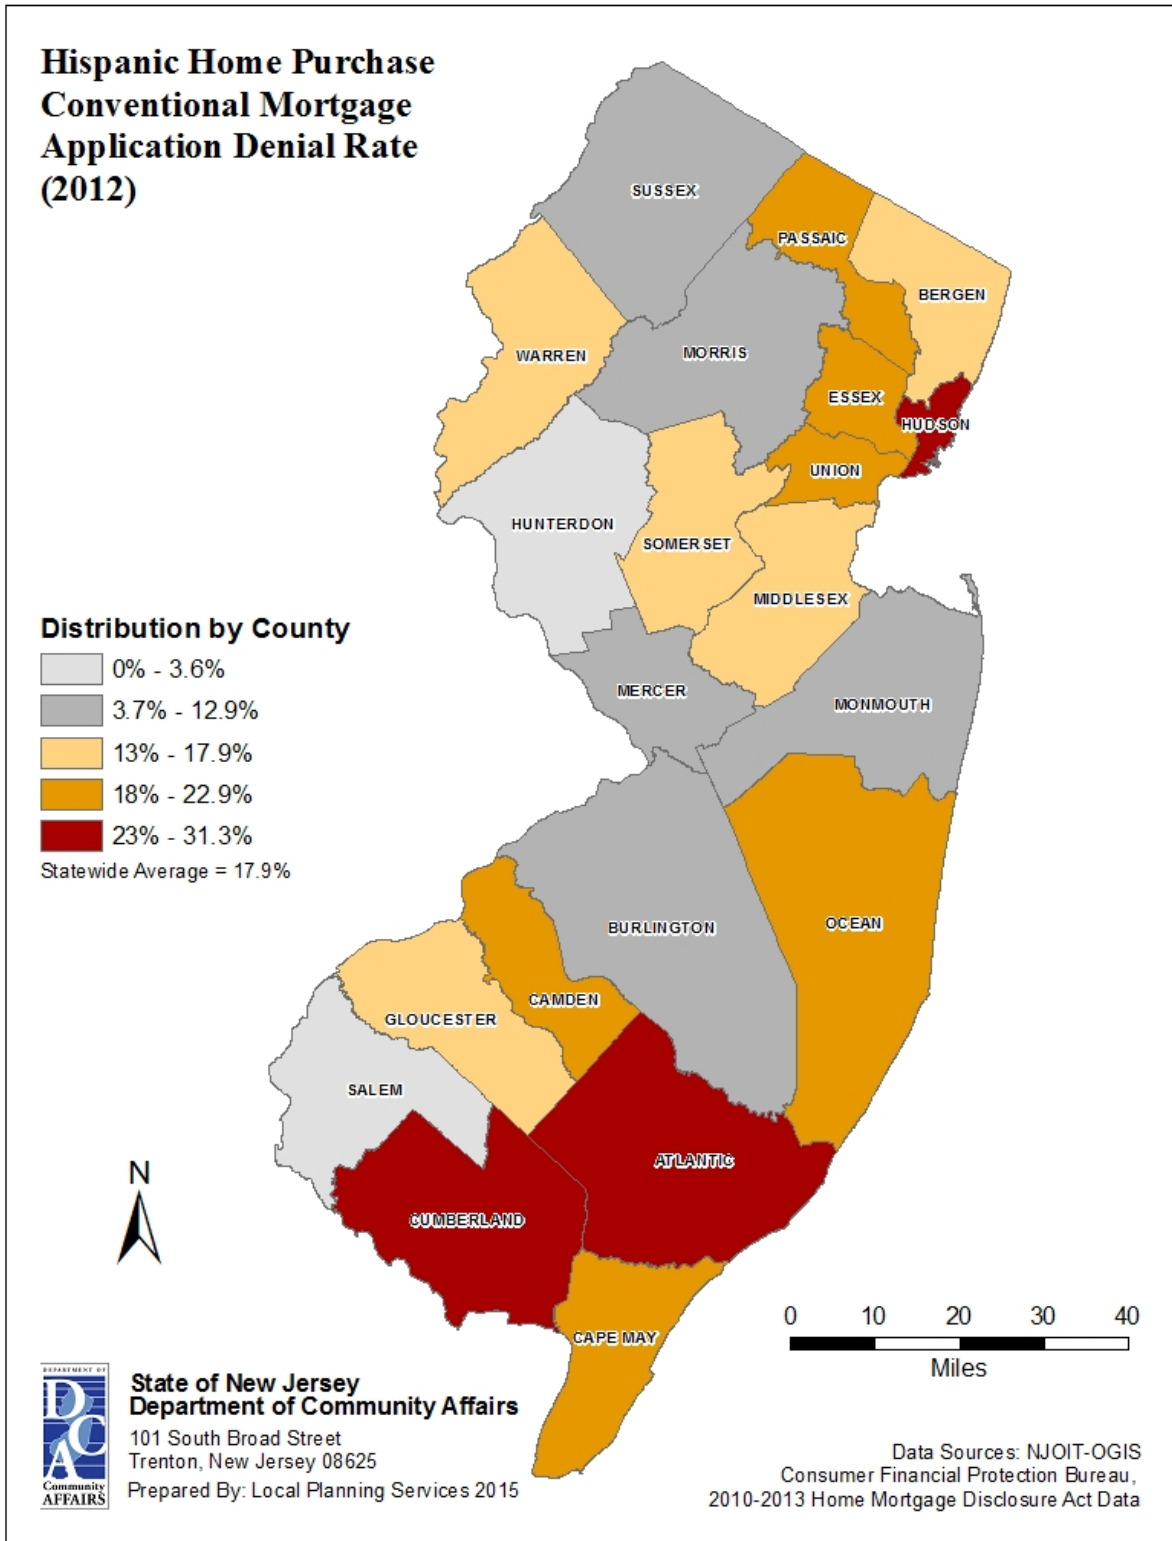 Hispanic Home Purchase
Conventional Mortgage
Application Denial Rate
(2012)
SUSSEX
PASSAIC
BERGEN
WARREN
MORRIS
ESSEX
HUDSON
UNION
HUNTERDON
SOMERSET
MIDDLESEX
MERCER
MONMOUTH
Distribution by County
0% - 3.6%
3.7% - 12.9%
13% - 17.9%
18% - 22.9%
23% - 31.3%
Statewide Average = 17.9%
BURLINGTON
OCEAN
CAMDEN
GLOUCESTER
SALEM
ATLANTIC
CUMBERLAND
CAPE MAY
N
0 10 20 30 40
Miles
DEPARTMENT OF
DCA
Community
AFFAIRS
State of New Jersey
Department of Community Affairs
101 South Broad Street
Trenton, New Jersey 08625
Prepared By: Local Planning Services 2015
Data Sources: NJOIT-OGIS
Consumer Financial Protection Bureau,
2010-2013 Home Mortgage Disclosure Act Data